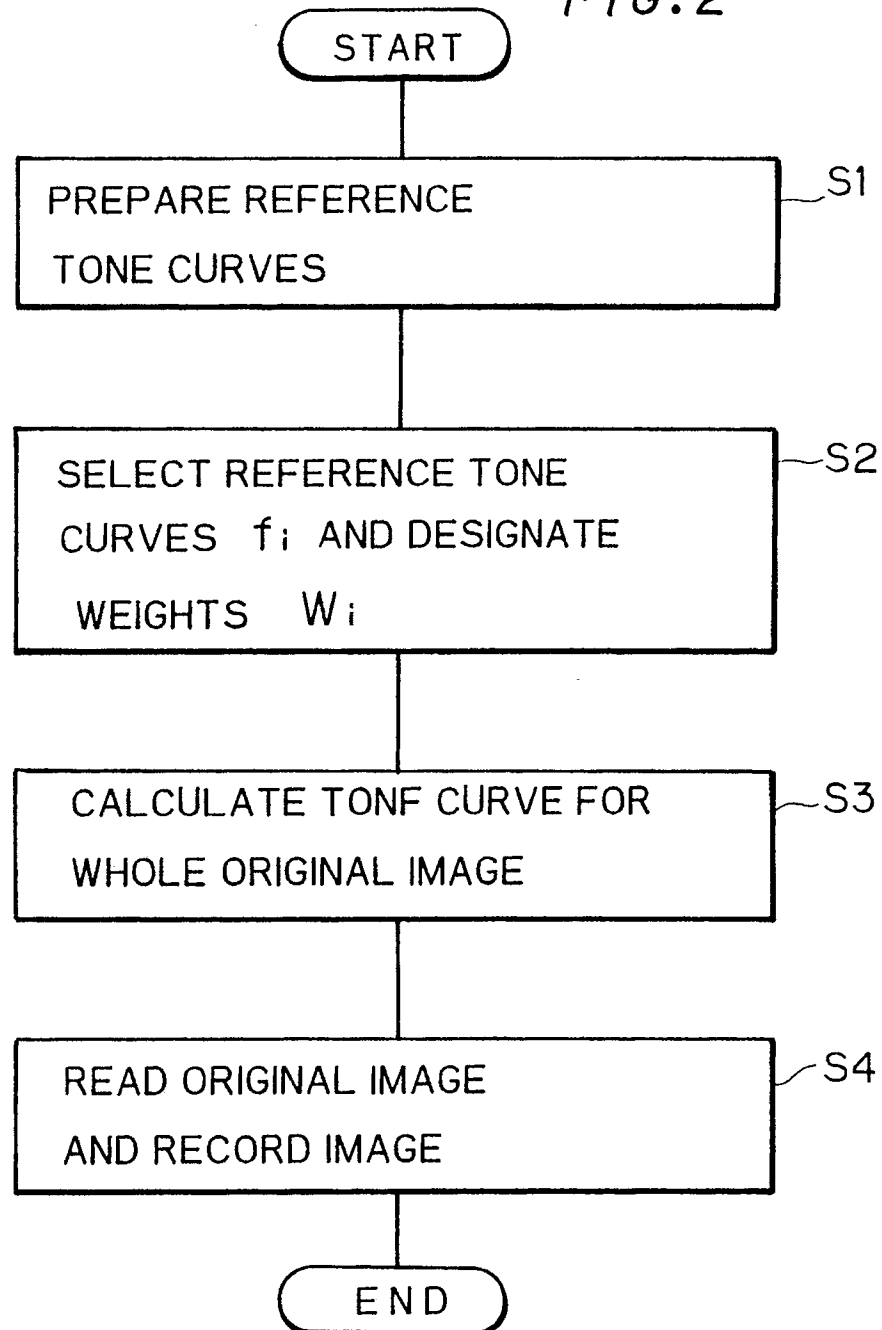 FIG. 2
START
PREPARE REFERENCE
TONE CURVES
S1
SELECT REFERENCE TONE
CURVES fi AND DESIGNATE
WEIGHTS Wi
S2
CALCULATE TONF CURVE FOR
WHOLE ORIGINAL IMAGE
S3
READ ORIGINAL IMAGE
AND RECORD IMAGE
S4
END